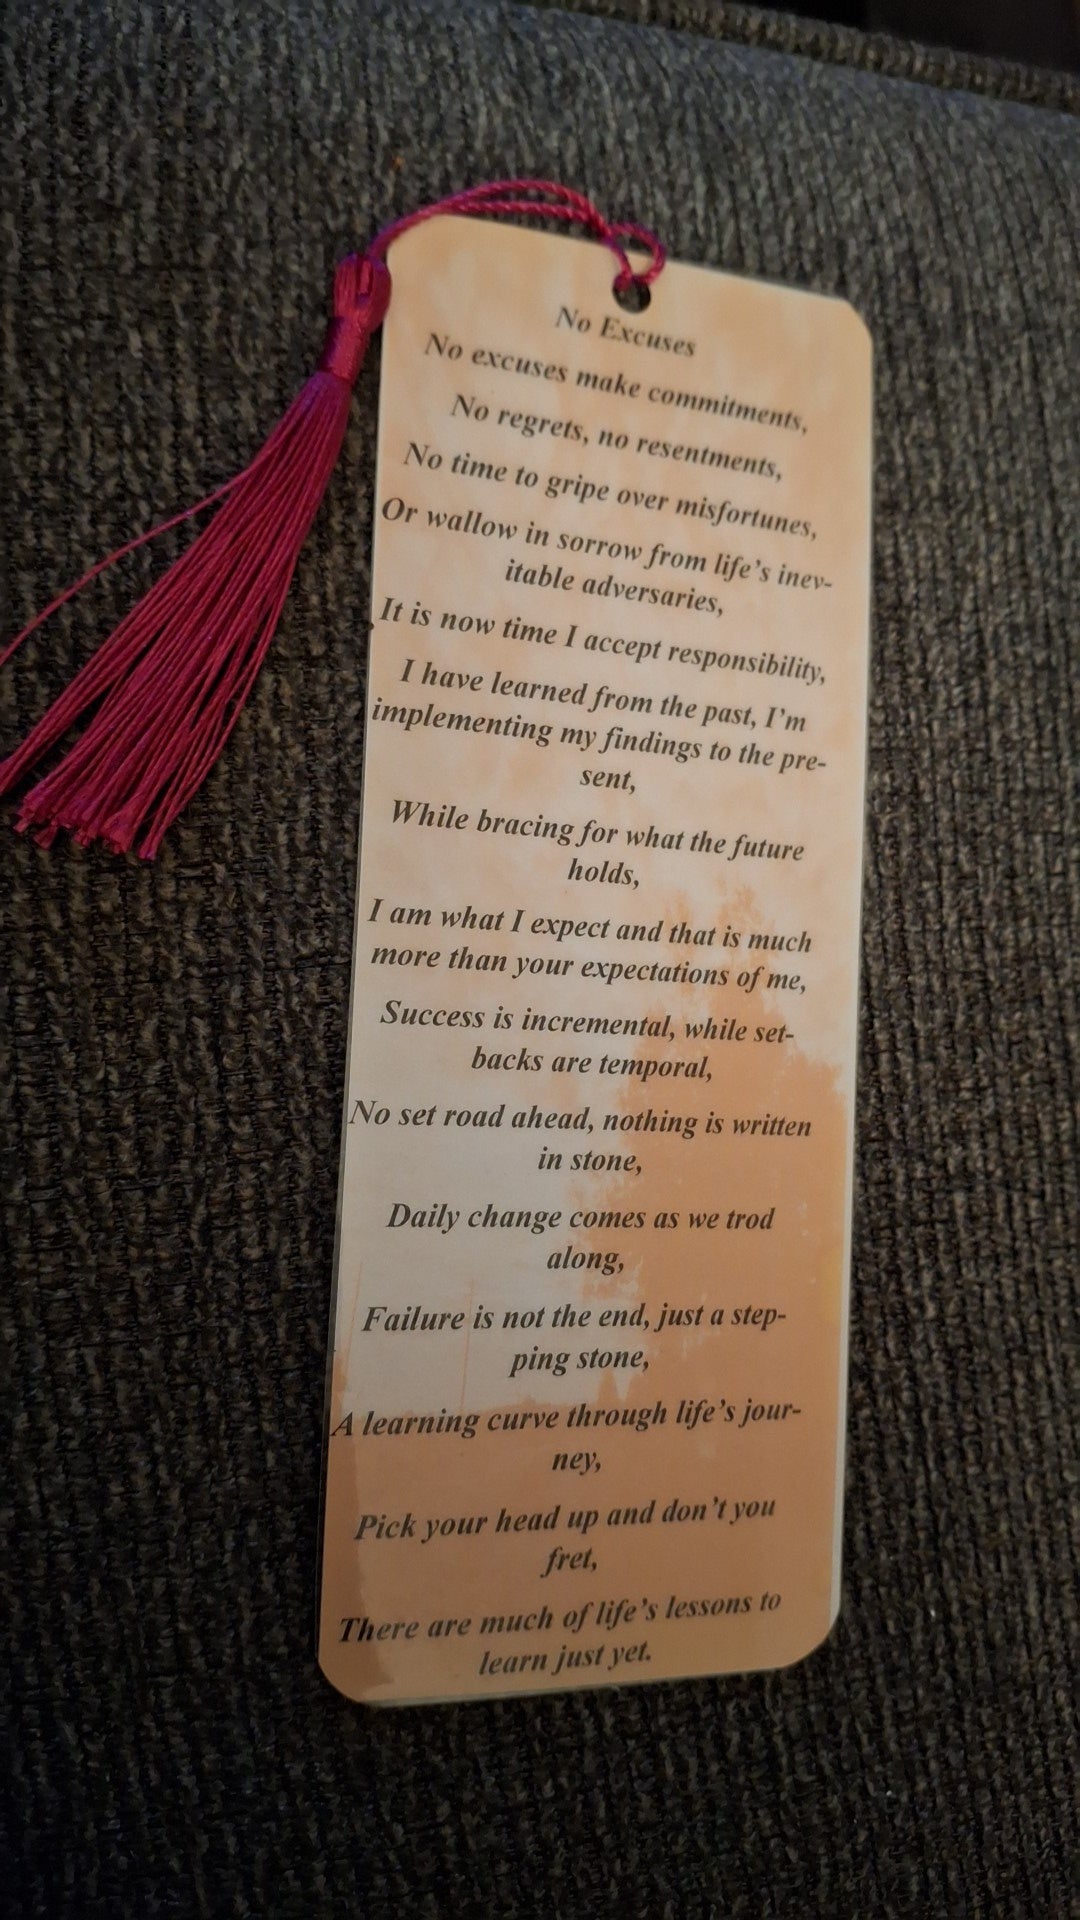 No Excuses
No excuses make commitments,
No regrets, no resentments,
No time to gripe over misfortunes,
Or wallow in sorrow from life's inev-
itable adversaries,
It is now time I accept responsibility,
I have learned from the past, I'm
implementing my findings to the pre-
sent,
While bracing for what the future
holds,
I am what I expect and that is much
more than your expectations of me,
Success is incremental, while set-
backs are temporal,
No set road ahead, nothing is written
in stone,
Daily change comes as we trod
along,
Failure is not the end, just a step-
ping stone,
A learning curve through life's jour-
ney,
Pick your head up and don't you
fret,
There are much of life's lessons to
learn just yet.